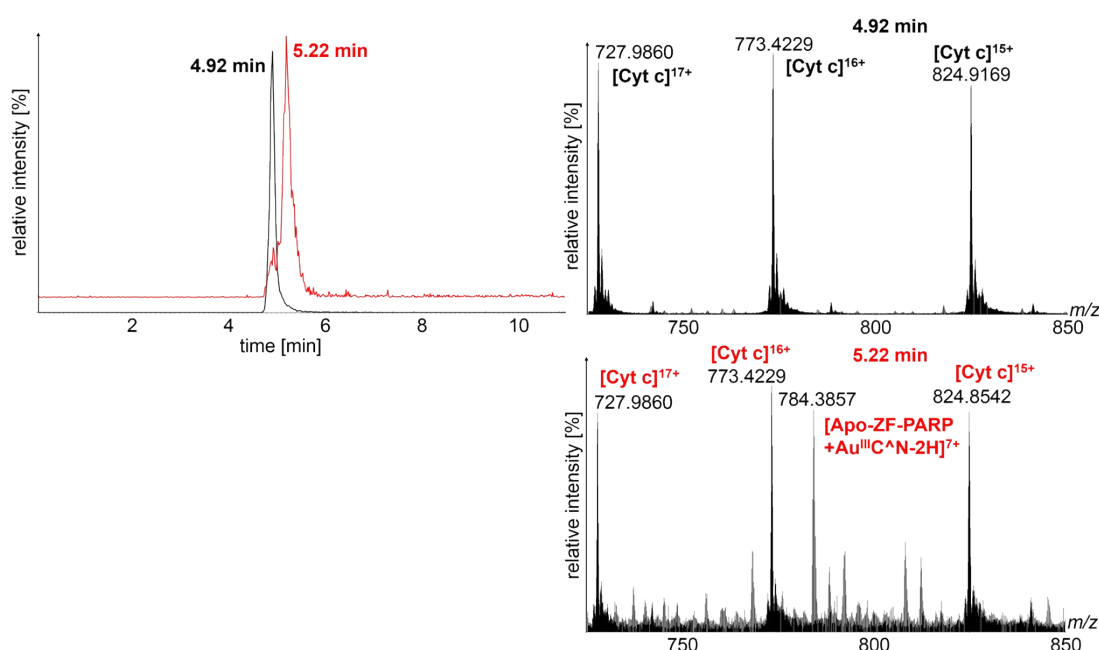 4.92 min
5.22 min
relative intensity [%]
2
4
6
8
10
time [min]
4.92 min
727.9860
[Cyt c]¹⁷⁺
773.4229
[Cyt c]¹⁶⁺
[Cyt c]¹⁵⁺
824.9169
relative intensity [%]
750
800
850
m/z
5.22 min
[Cyt c]¹⁷⁺
727.9860
[Cyt c]¹⁶⁺
773.4229
784.3857
[Apo-ZF-PARP
+AuᴵᴵᴵC^N-2H]⁷⁺
[Cyt c]¹⁵⁺
824.8542
relative intensity [%]
750
800
850
m/z